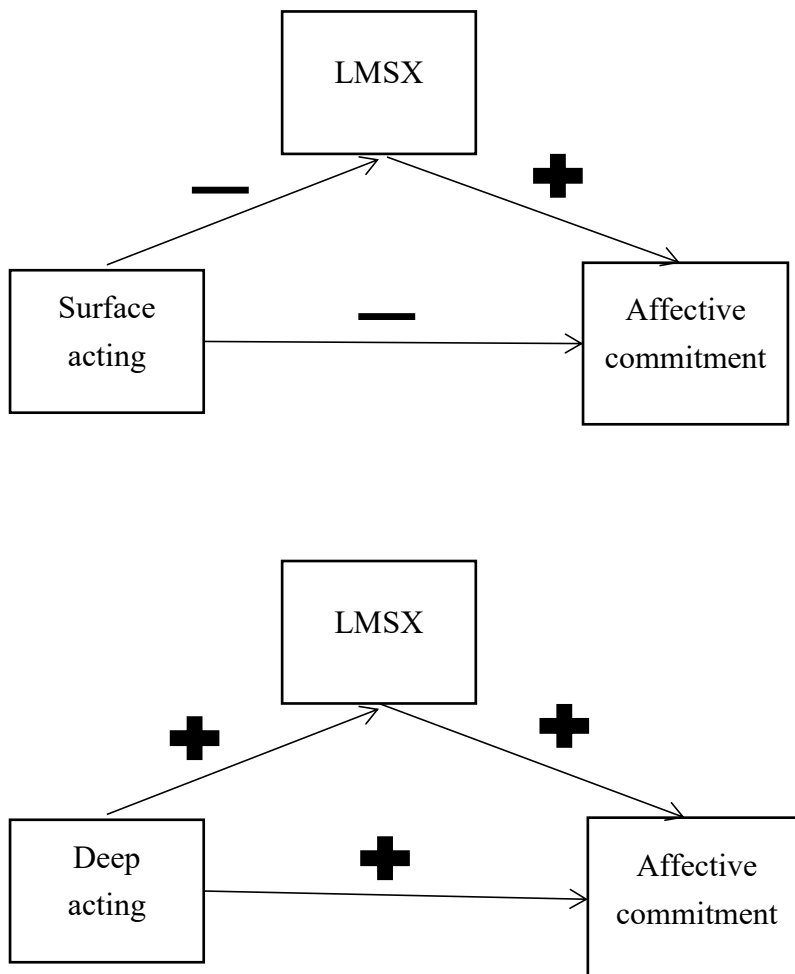 LMSX
Surface
acting
Affective
commitment
LMSX
Deep
acting
Affective
commitment